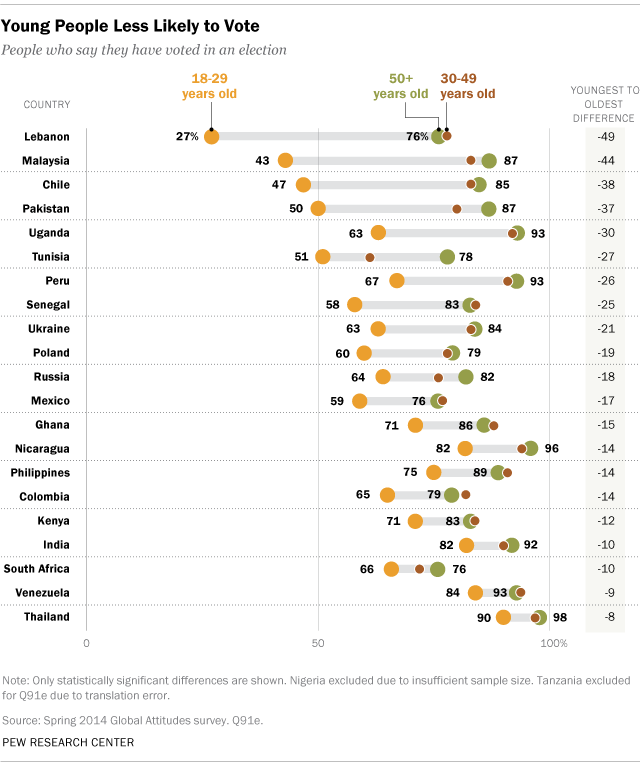 Young People Less Likely to Vote
People who say they have voted in an election
18-29 years old
50+ years old
30-49 years old
COUNTRY
YOUNGEST TO OLDEST DIFFERENCE
Lebanon 27% 76% -49
Malaysia 43 87 -44
Chile 47 85 -38
Pakistan 50 87 -37
Uganda 63 93 -30
Tunisia 51 78 -27
Peru 67 93 -26
Senegal 58 83 -25
Ukraine 63 84 -21
Poland 60 79 -19
Russia 64 82 -18
Mexico 59 76 -17
Ghana 71 86 -15
Nicaragua 82 96 -14
Philippines 75 89 -14
Colombia 65 79 -14
Kenya 71 83 -12
India 82 92 -10
South Africa 66 76 -10
Venezuela 84 93 -9
Thailand 90 98 -8
0 50 100%
Note: Only statistically significant differences are shown. Nigeria excluded due to insufficient sample size. Tanzania excluded
for Q91e due to translation error.
Source: Spring 2014 Global Attitudes survey. Q91e.
PEW RESEARCH CENTER